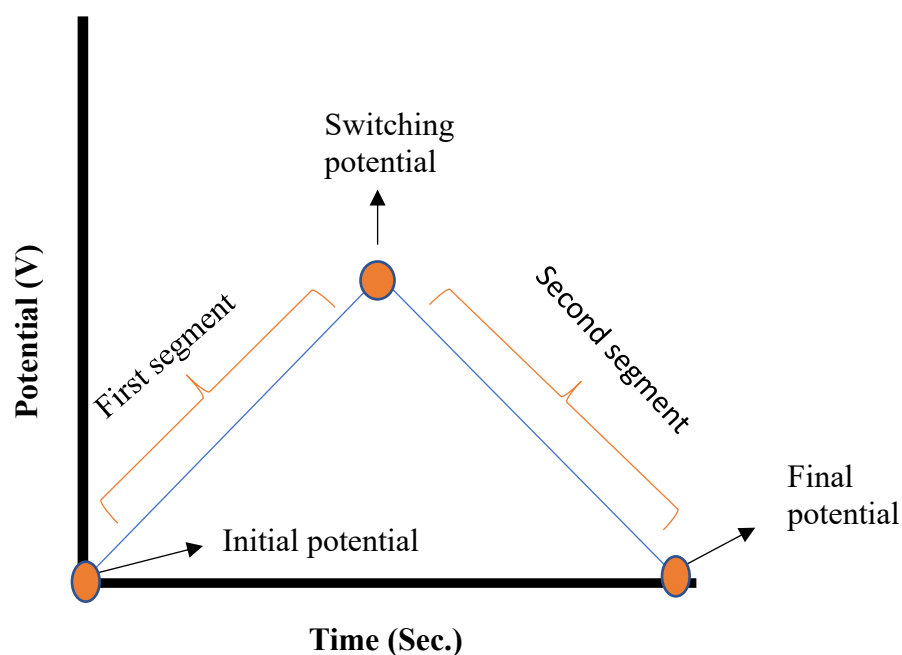 Switching
potential
Potential (V)
First segment
Second segment
Initial potential
Final
potential
Time (Sec.)